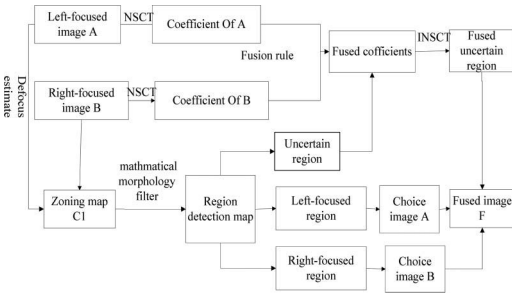 Left-focused
image A
NSCT
Coefficient Of A
Fusion rule
Fused cofficients
INSCT
Fused
uncertain
region
Defocus
estimate
Right-focused
image B
NSCT
Coefficient Of B
Uncertain
region
mathmatical
morphology
filter
Zoning map
C1
Region
detection map
Left-focused
region
Choice
image A
Fused image
F
Right-focused
region
Choice
image B